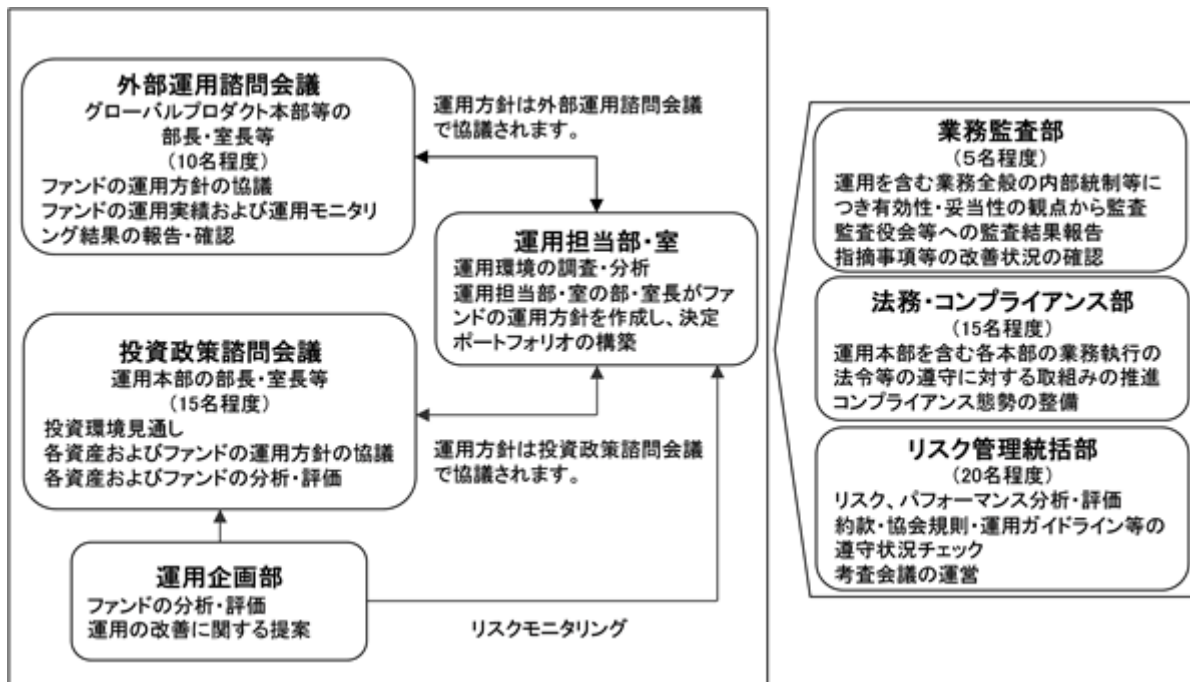 外部運用諮問会議
グローバルプロダクト本部等の
部長・室長等
(10名程度)
ファンドの運用方針の協議
ファンドの運用実績および運用モニタリ
ング結果の報告・確認
運用方針は外部運用諮問会議
で協議されます。
運用担当部・室
運用環境の調査・分析
運用担当部・室の部・室長がファ
ンドの運用方針を作成し、決定
ポートフォリオの構築
投資政策諮問会議
運用本部の部長・室長等
(15名程度)
投資環境見通し
各資産およびファンドの運用方針の協議
各資産およびファンドの分析・評価
運用方針は投資政策諮問会議
で協議されます。
運用企画部
ファンドの分析・評価
運用の改善に関する提案
リスクモニタリング
業務監査部
(5名程度)
運用を含む業務全般の内部統制等に
つき有効性・妥当性の観点から監査
監査役会等への監査結果報告
指摘事項等の改善状況の確認
法務・コンプライアンス部
(15名程度)
運用本部を含む各本部の業務執行の
法令等の遵守に対する取組みの推進
コンプライアンス態勢の整備
リスク管理統括部
(20名程度)
リスク、パフォーマンス分析・評価
約款・協会規則・運用ガイドライン等の
遵守状況チェック
考査会議の運営